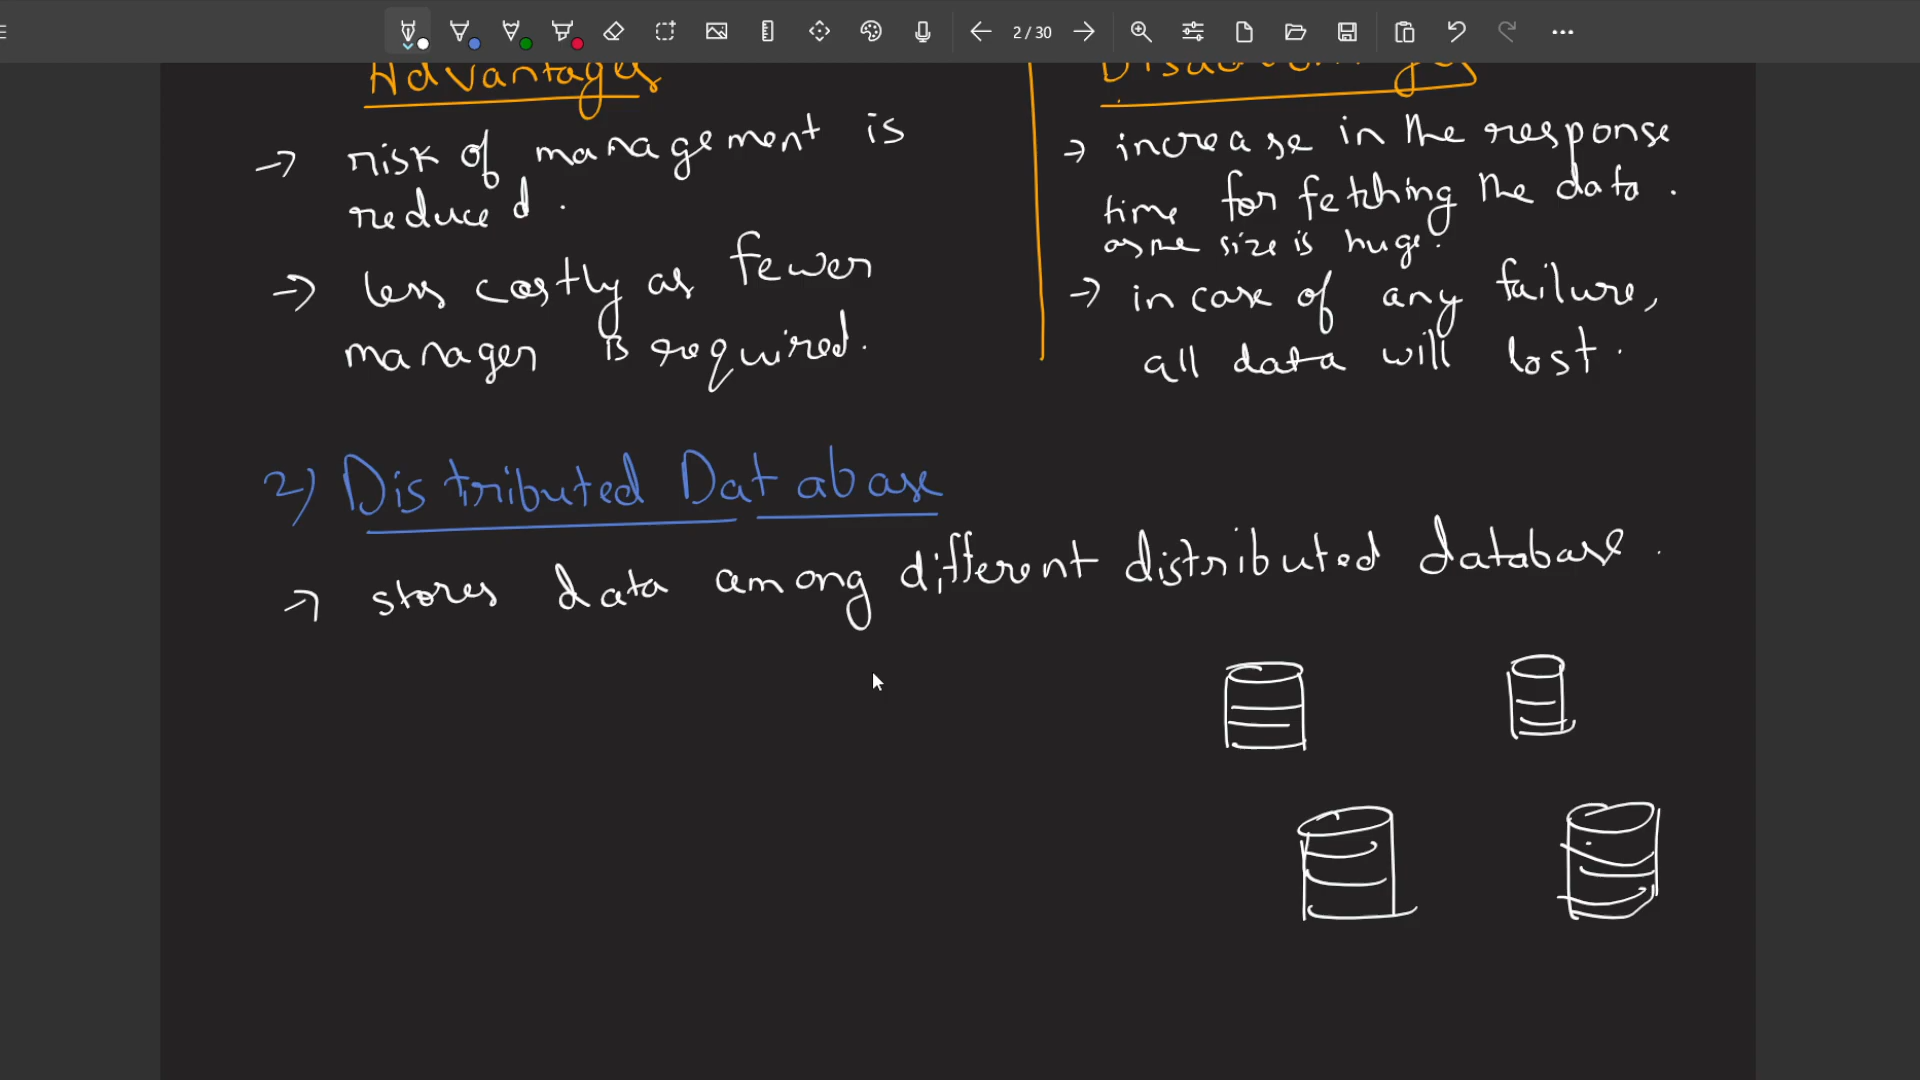 2/30
Advantages
→ risk of management is
reduced.
→ less costly as fewer
manager is required.
Disadvantages
→ increase in the response
time for fetching the data.
as the size is huge.
→ in case of any failure,
all data will lost.
2) Distributed Database
→ stores data among different distributed database.